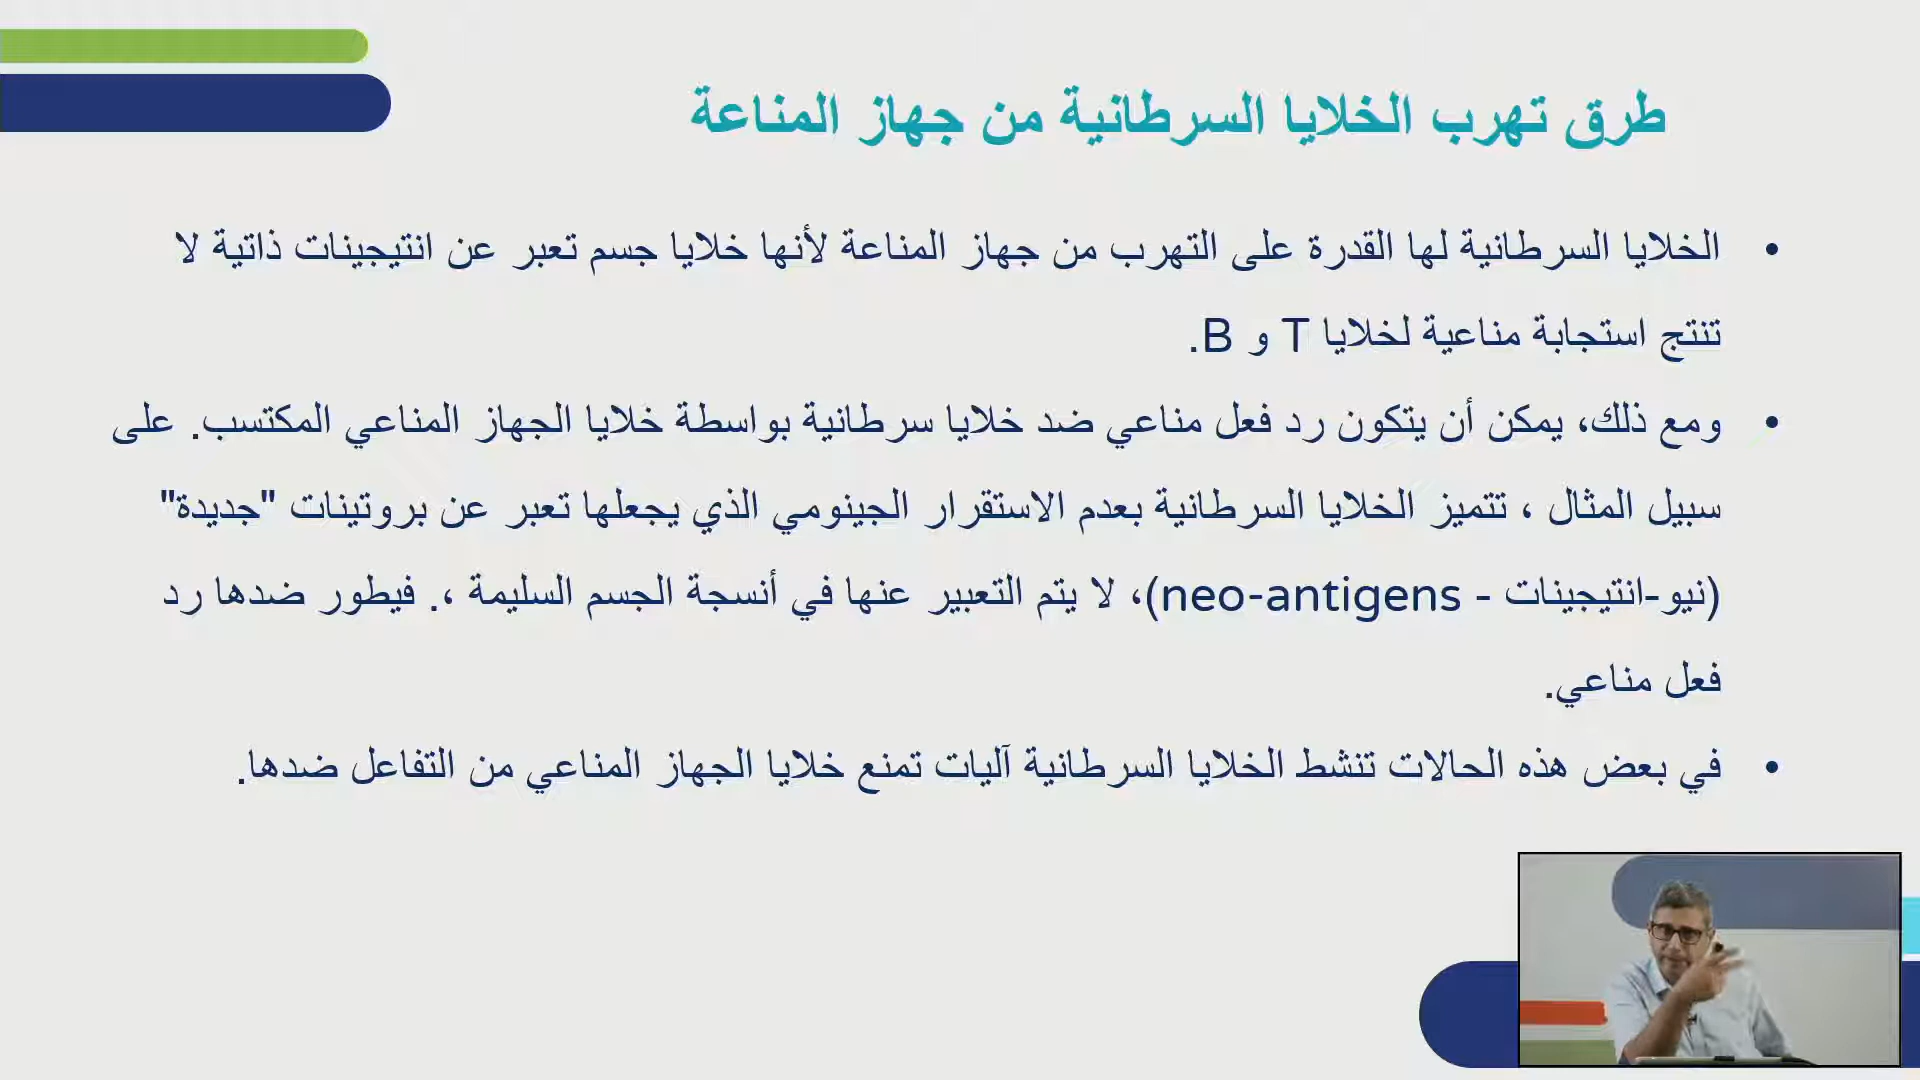 طرق تهرب الخلايا السرطانية من جهاز المناعة
• الخلايا السرطانية لها القدرة على التهرب من جهاز المناعة لأنها خلايا جسم تعبر عن انتيجينات ذاتية لا
تنتج استجابة مناعية لخلايا T و B.
• ومع ذلك، يمكن أن يتكون رد فعل مناعي ضد خلايا سرطانية بواسطة خلايا الجهاز المناعي المكتسب. على
سبيل المثال ، تتميز الخلايا السرطانية بعدم الاستقرار الجينومي الذي يجعلها تعبر عن بروتينات "جديدة"
(نيو-انتيجينات - neo-antigens)، لا يتم التعبير عنها في أنسجة الجسم السليمة ،. فيطور ضدها رد
فعل مناعي.
• في بعض هذه الحالات تنشط الخلايا السرطانية آليات تمنع خلايا الجهاز المناعي من التفاعل ضدها.